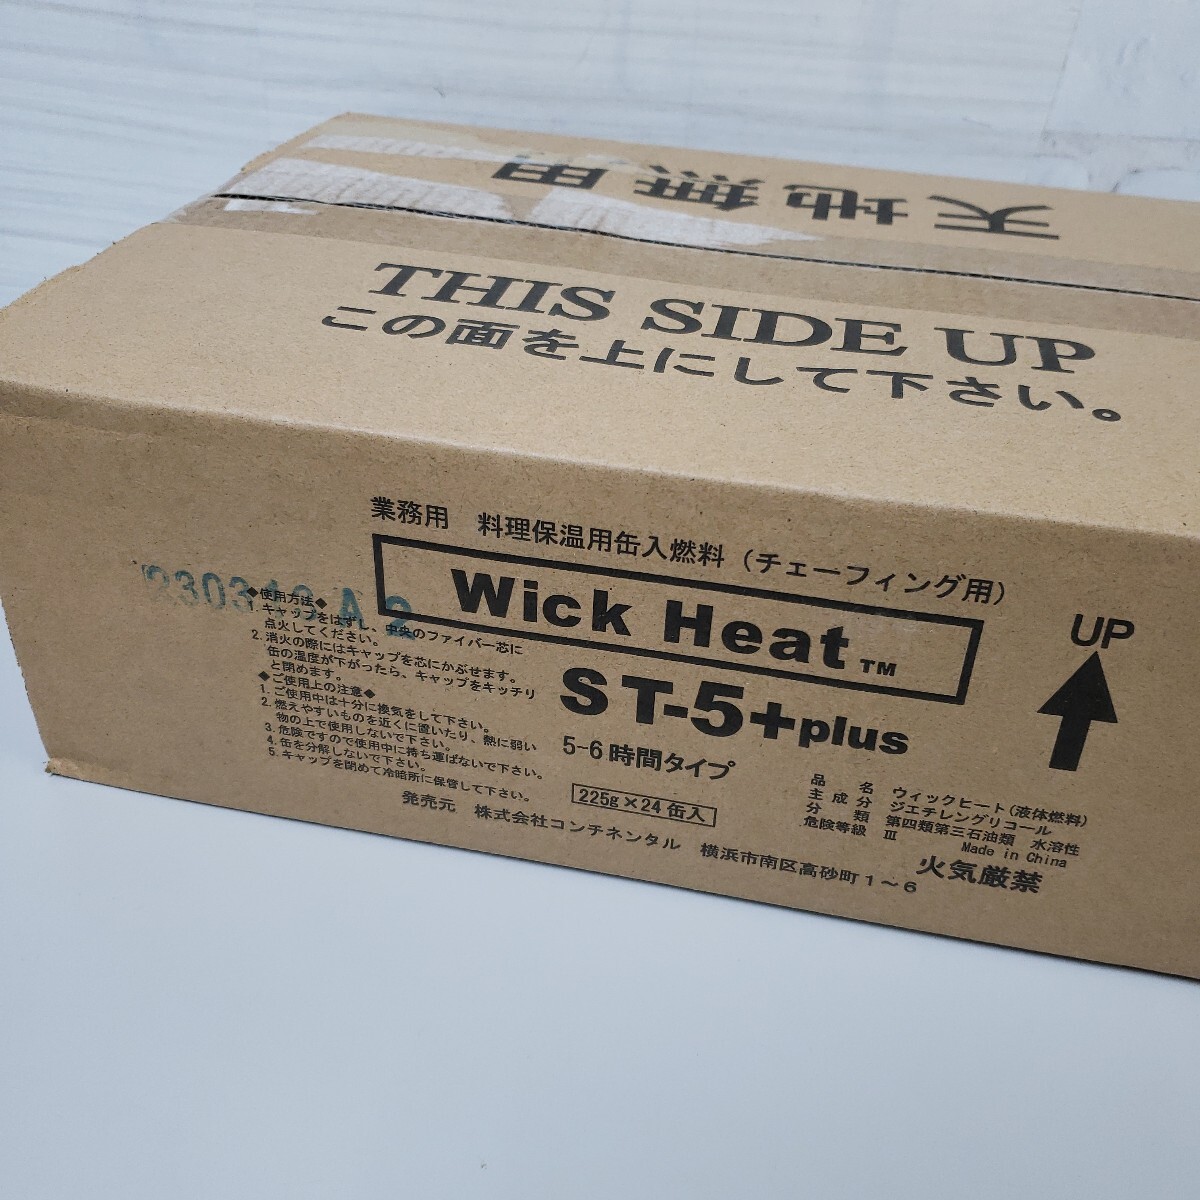 天地無用
THIS SIDE UP
この面を上にして下さい。
業務用 料理保温用缶入燃料 (チェーフィング用)
Wick Heat TM
ST-5+plus
5-6時間タイプ
225g×24缶入
UP
◆使用方法◆
1. キャップをはずし、中央のファイバー芯に
点火してください。
2. 消火の際にはキャップを芯にかぶせます。
缶の温度が下がったら、キャップをキッチリ
と閉めます。
◆ご使用上の注意◆
1. ご使用中は十分に換気をして下さい。
2. 燃えやすいものを近くに置いたり、熱に弱い
物の上で使用しないで下さい。
3. 危険ですので使用中に持ち運ばないで下さい。
4. 缶を分解しないで下さい。
5. キャップを閉めて冷暗所に保管して下さい。
品名 ウィックヒート(液体燃料)
主成分 ジエチレングリコール
分類 第四類第三石油類 水溶性
危険等級 III
Made in China
火気厳禁
発売元 株式会社コンチネンタル 横浜市南区高砂町1~6